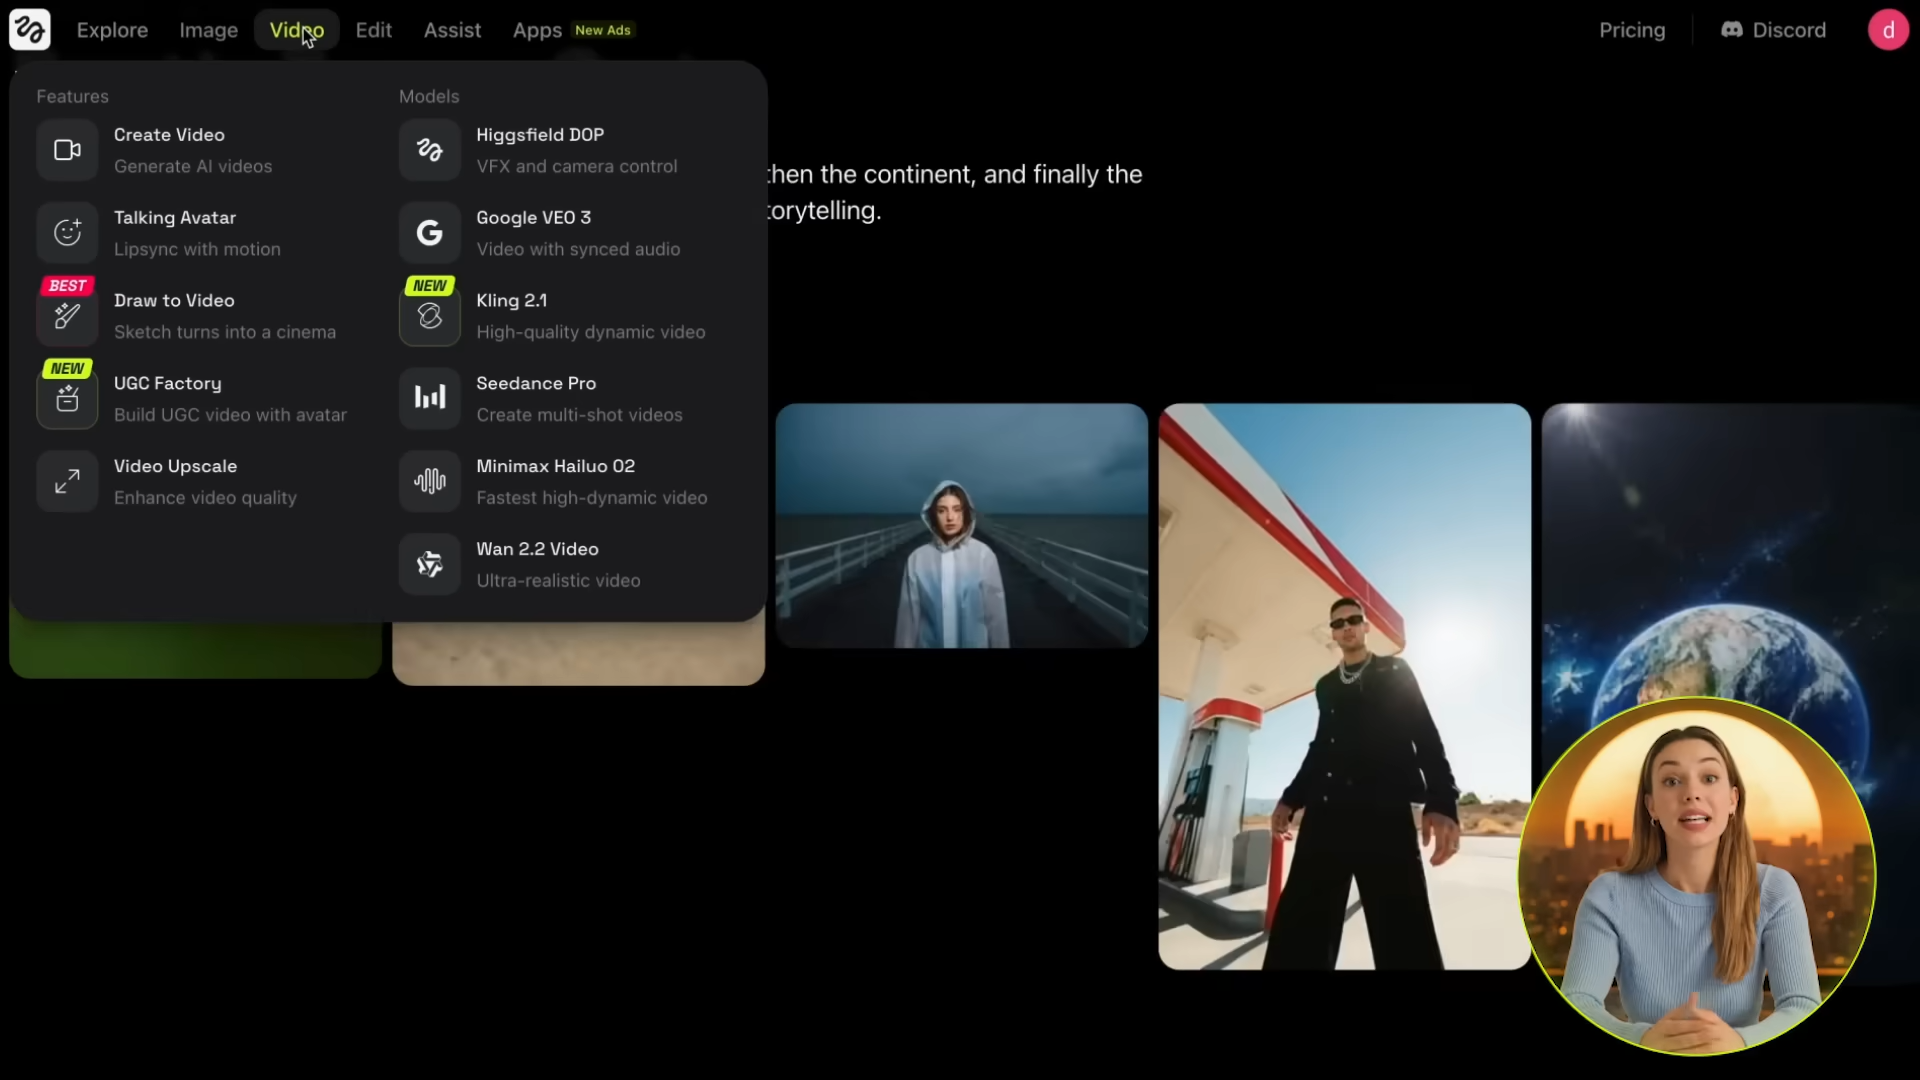 Explore
Image
Video
Edit
Assist
Apps
New Ads
Pricing
Discord
d
Features
Create Video
Generate AI videos
Talking Avatar
Lipsync with motion
BEST
Draw to Video
Sketch turns into a cinema
NEW
UGC Factory
Build UGC video with avatar
Video Upscale
Enhance video quality
Models
Higgsfield DOP
VFX and camera control
Google VEO 3
Video with synced audio
NEW
Kling 2.1
High-quality dynamic video
Seedance Pro
Create multi-shot videos
Minimax Hailuo 02
Fastest high-dynamic video
Wan 2.2 Video
Ultra-realistic video
then the continent, and finally the
torytelling.